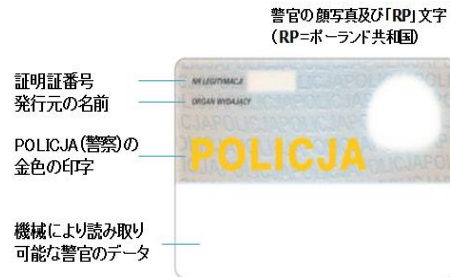 警官の顔写真及び「RP」文字
（RP=ポーランド共和国）
証明証番号
発行元の名前
NR LEGITYMACJI
ORGAN WYDAJĄCY
POLICJA（警察）の
金色の印字
POLICJA
機械により読み取り
可能な警官のデータ